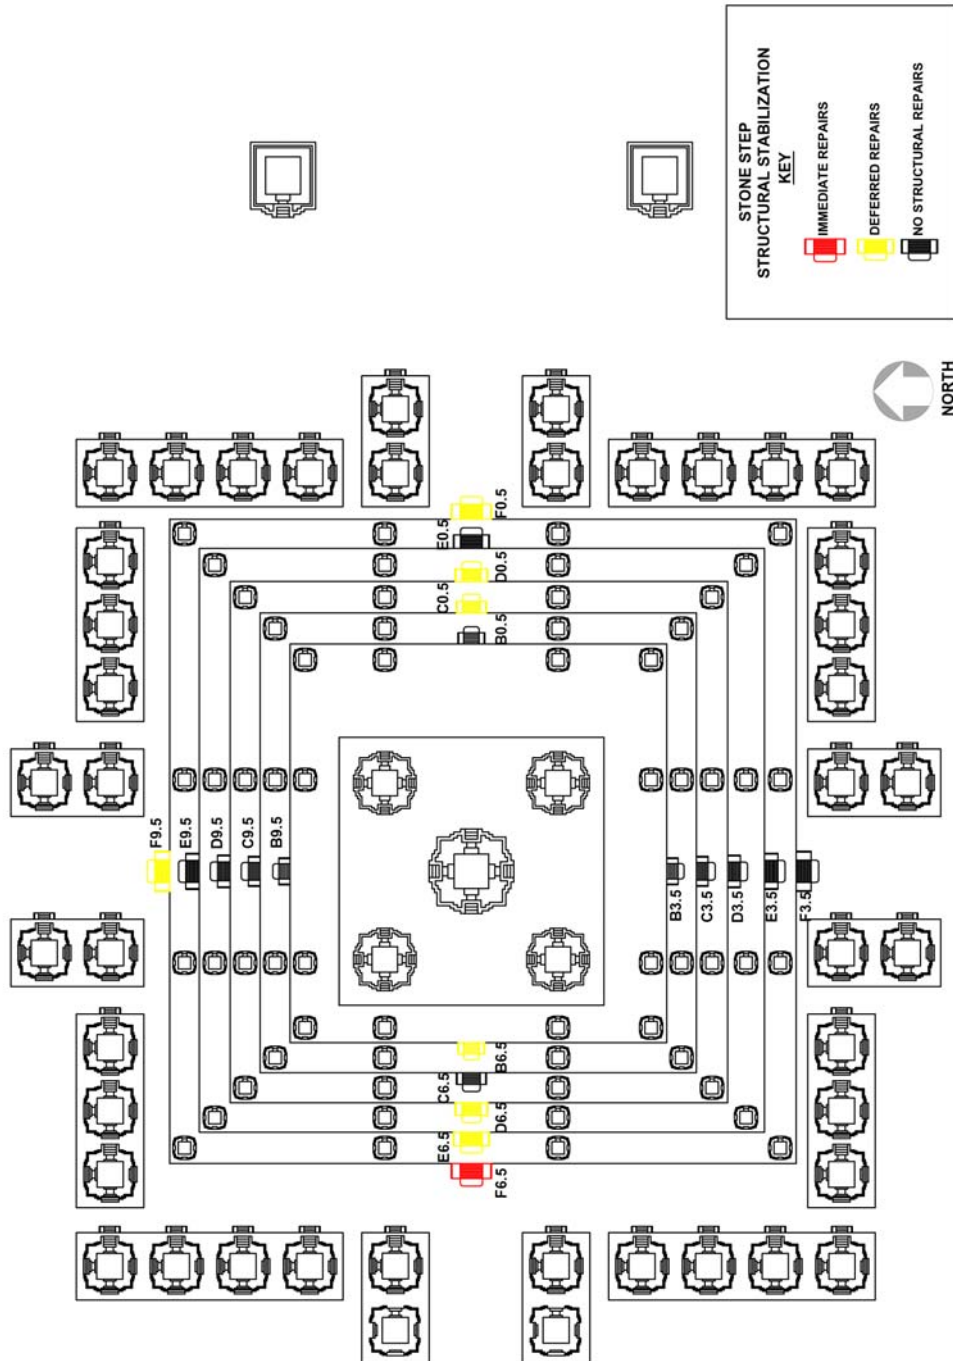 STONE STEP
STRUCTURAL STABILIZATION
KEY
IMMEDIATE REPAIRS
DEFERRED REPAIRS
NO STRUCTURAL REPAIRS
NORTH
F0.5
E0.5
D0.5
C0.5
B0.5
F9.5
E9.5
D9.5
C9.5
B9.5
B3.5
C3.5
D3.5
E3.5
F3.5
B6.5
C6.5
D6.5
E6.5
F6.5